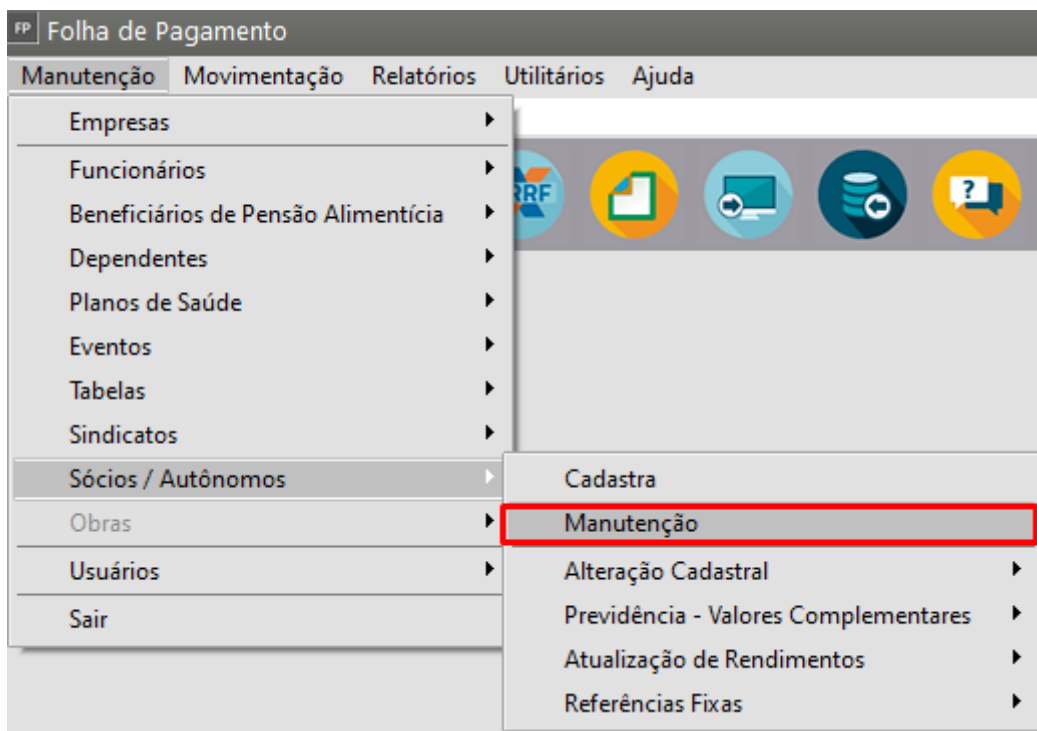 FP Folha de Pagamento
Manutenção Movimentação Relatórios Utilitários Ajuda
Empresas
Funcionários
Beneficiários de Pensão Alimentícia
Dependentes
Planos de Saúde
Eventos
Tabelas
Sindicatos
Sócios / Autônomos
Obras
Usuários
Sair
RRF
?
Cadastra
Manutenção
Alteração Cadastral
Previdência - Valores Complementares
Atualização de Rendimentos
Referências Fixas